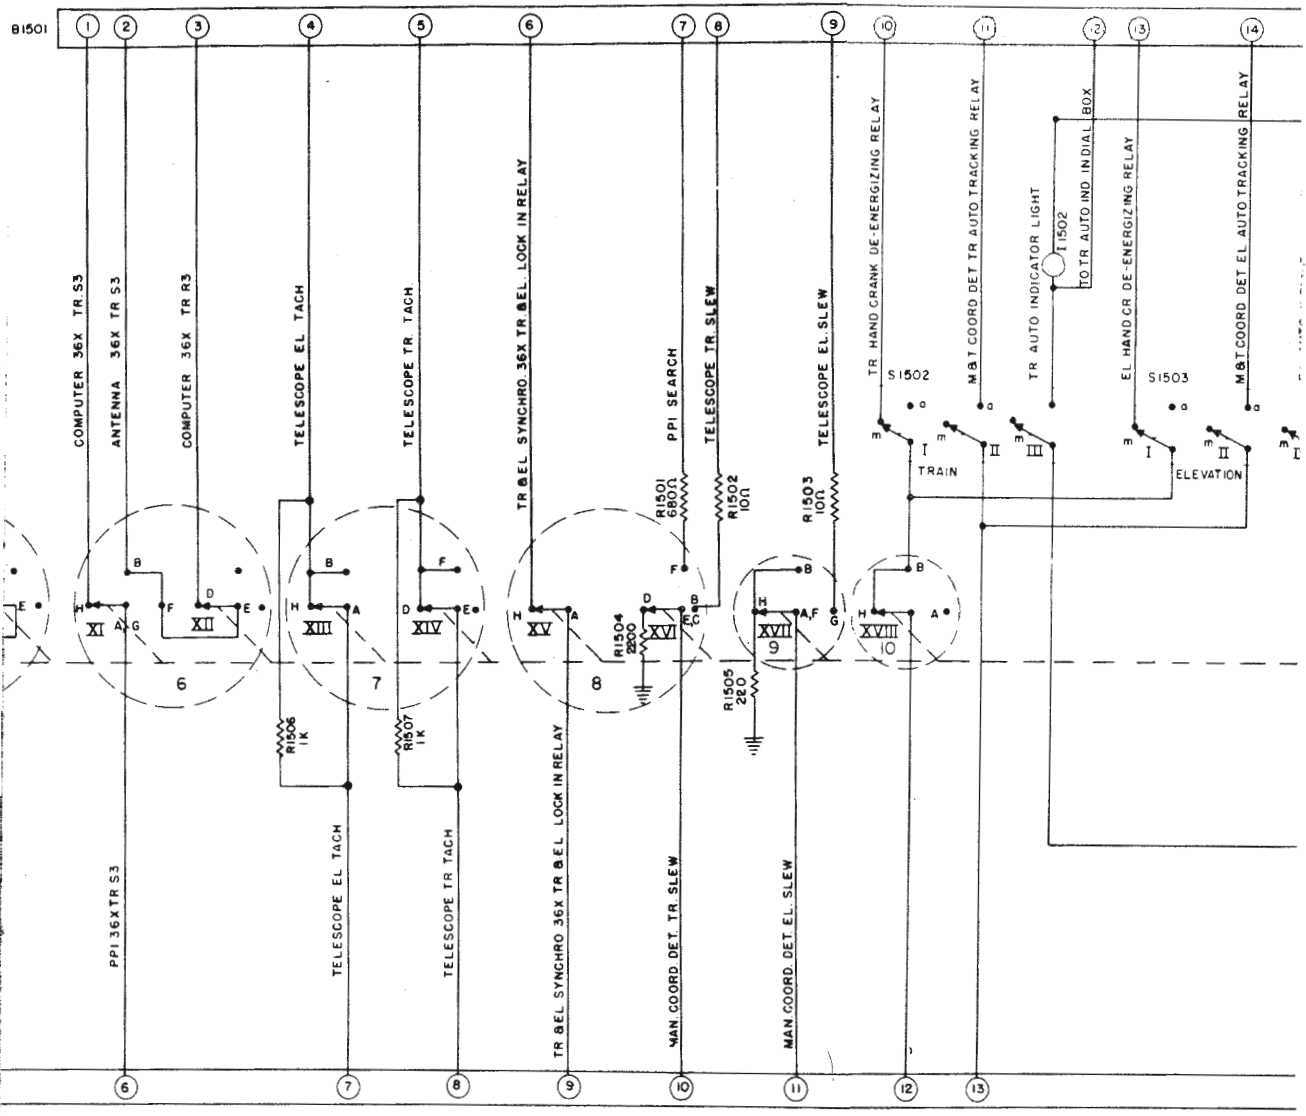 B1501
1 2 3 4 5 6 7 8 9 10 11 12 13 14
COMPUTER 36X TR. S3
ANTENNA 36X TR S3
COMPUTER 36X TR R3
TELESCOPE EL TACH
TELESCOPE TR. TACH
TR & EL SYNCHRO. 36X TR. & EL. LOCK IN RELAY
PPI SEARCH
TELESCOPE TR. SLEW
TELESCOPE EL. SLEW
TR HAND CRANK DE-ENERGIZING RELAY
M&T COORD DET TR AUTO TRACKING RELAY
TR AUTO INDICATOR LIGHT
I 1502
TO TR AUTO IND IN DIAL BOX
EL HAND CR DE-ENERGIZING RELAY
M&T COORD DET EL AUTO TRACKING RELAY
S1502
S1503
a a a a
m m m m m m
I II III I II
TRAIN
ELEVATION
R1501
680Ω
R1502
10Ω
R1503
10Ω
E
B F D E
H A, G
XI XII
6
B H A
XIII
F D E
XIV
7
H A
XV
F B
D E,C
XVI
R1504
2200
8
B
H A,F G
XVII
9
R1505
220
B
H A
XVIII
10
R1506
1K
R1507
1K
PPI 36X TR S3
TELESCOPE EL TACH
TELESCOPE TR TACH
TR & EL SYNCHRO 36X TR & EL LOCK IN RELAY
MAN. COORD. DET. TR. SLEW
MAN. COORD. DET. EL. SLEW
6 7 8 9 10 11 12 13